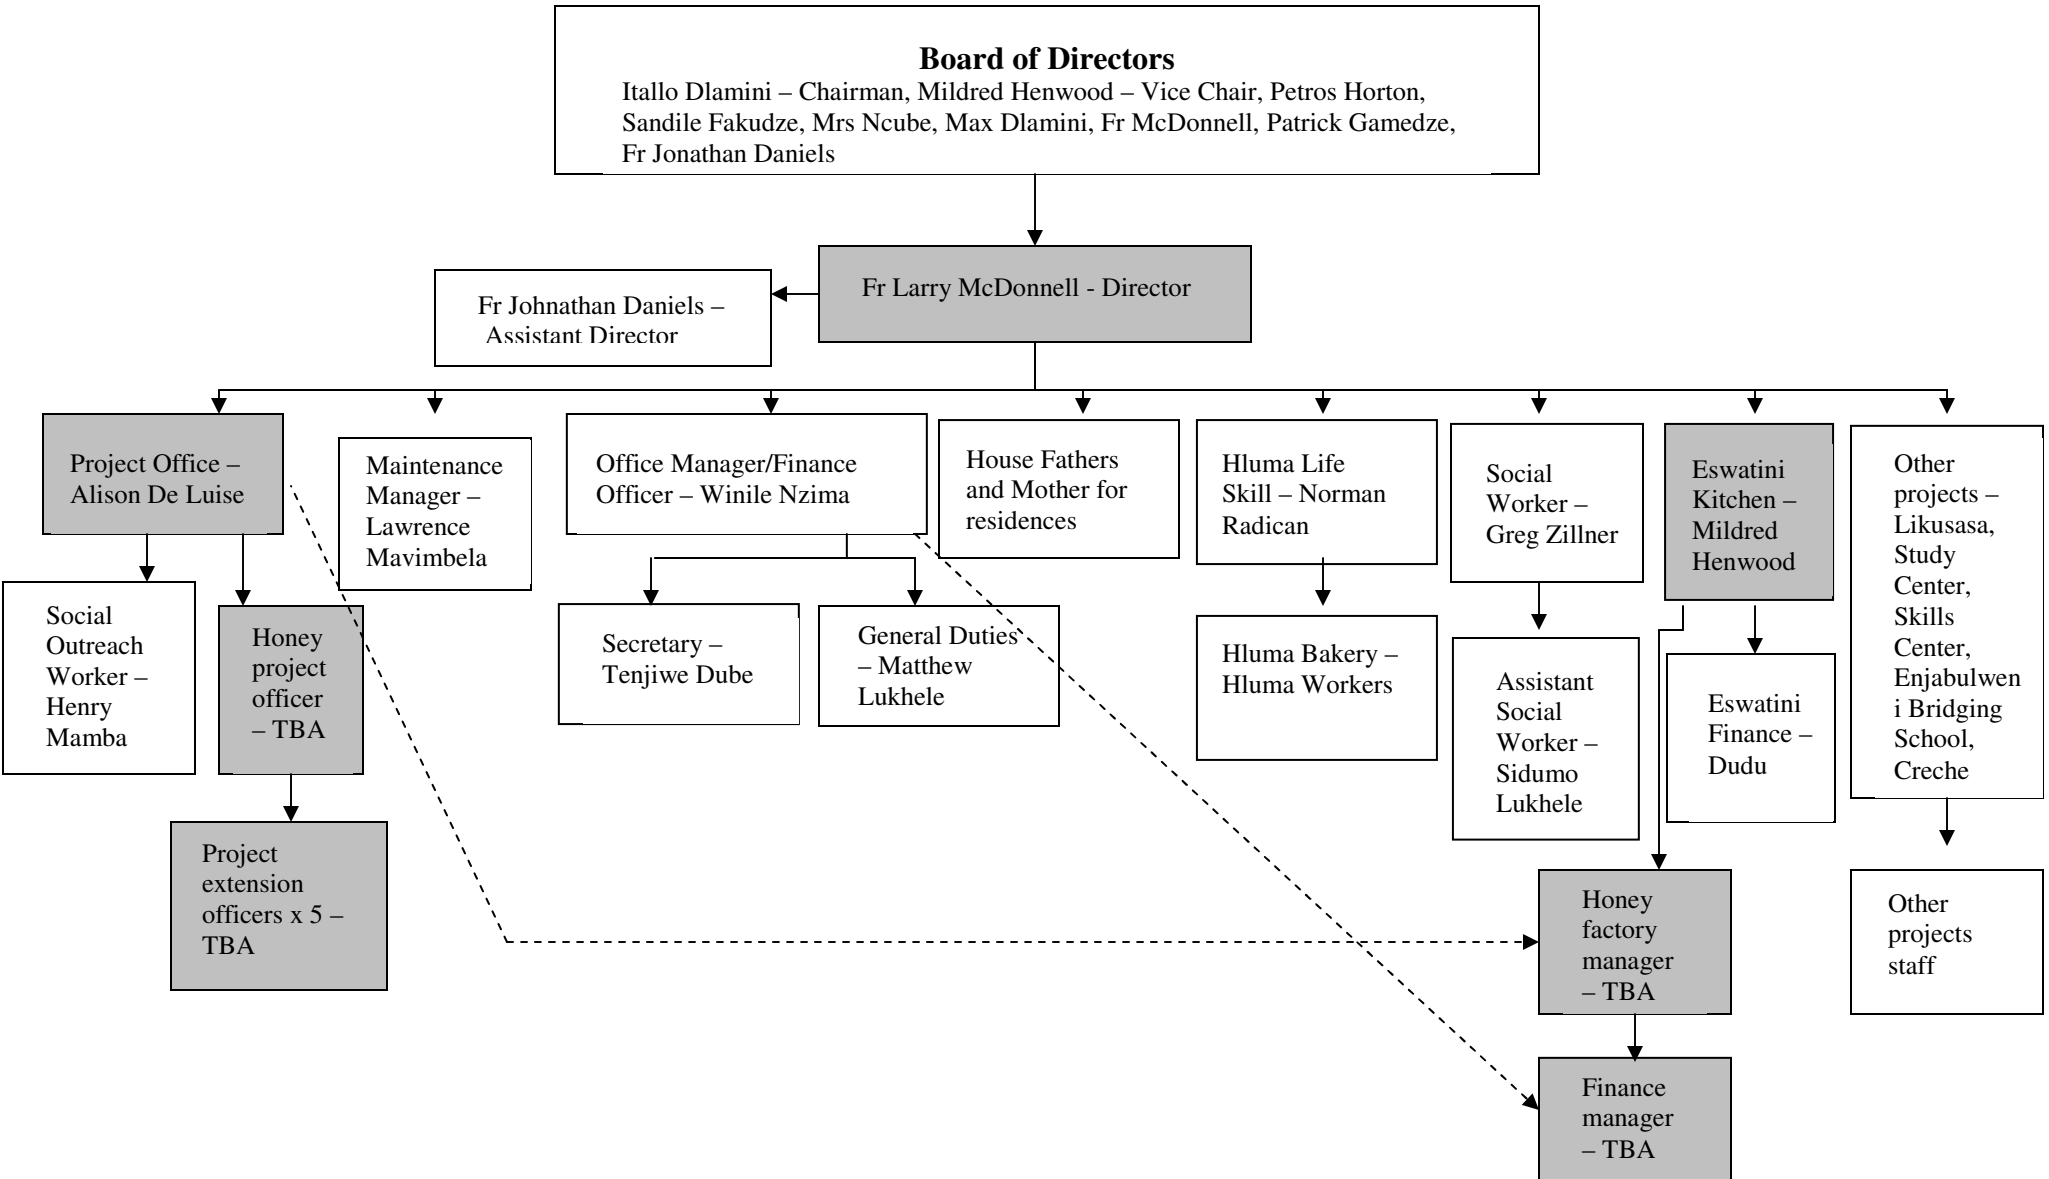 Board of Directors
Itallo Dlamini – Chairman, Mildred Henwood – Vice Chair, Petros Horton,
Sandile Fakudze, Mrs Ncube, Max Dlamini, Fr McDonnell, Patrick Gamedze,
Fr Jonathan Daniels
Fr Larry McDonnell - Director
Fr Johnathan Daniels –
Assistant Director
Project Office –
Alison De Luise
Maintenance
Manager –
Lawrence
Mavimbela
Office Manager/Finance
Officer – Winile Nzima
House Fathers
and Mother for
residences
Hluma Life
Skill – Norman
Radican
Social
Worker –
Greg Zillner
Eswatini
Kitchen –
Mildred
Henwood
Other
projects –
Likusasa,
Study
Center,
Skills
Center,
Enjabulwen
i Bridging
School,
Creche
Social
Outreach
Worker –
Henry
Mamba
Honey
project
officer
– TBA
Secretary –
Tenjiwe Dube
General Duties
– Matthew
Lukhele
Hluma Bakery –
Hluma Workers
Assistant
Social
Worker –
Sidumo
Lukhele
Eswatini
Finance –
Dudu
Project
extension
officers x 5 –
TBA
Honey
factory
manager
– TBA
Other
projects
staff
Finance
manager
– TBA